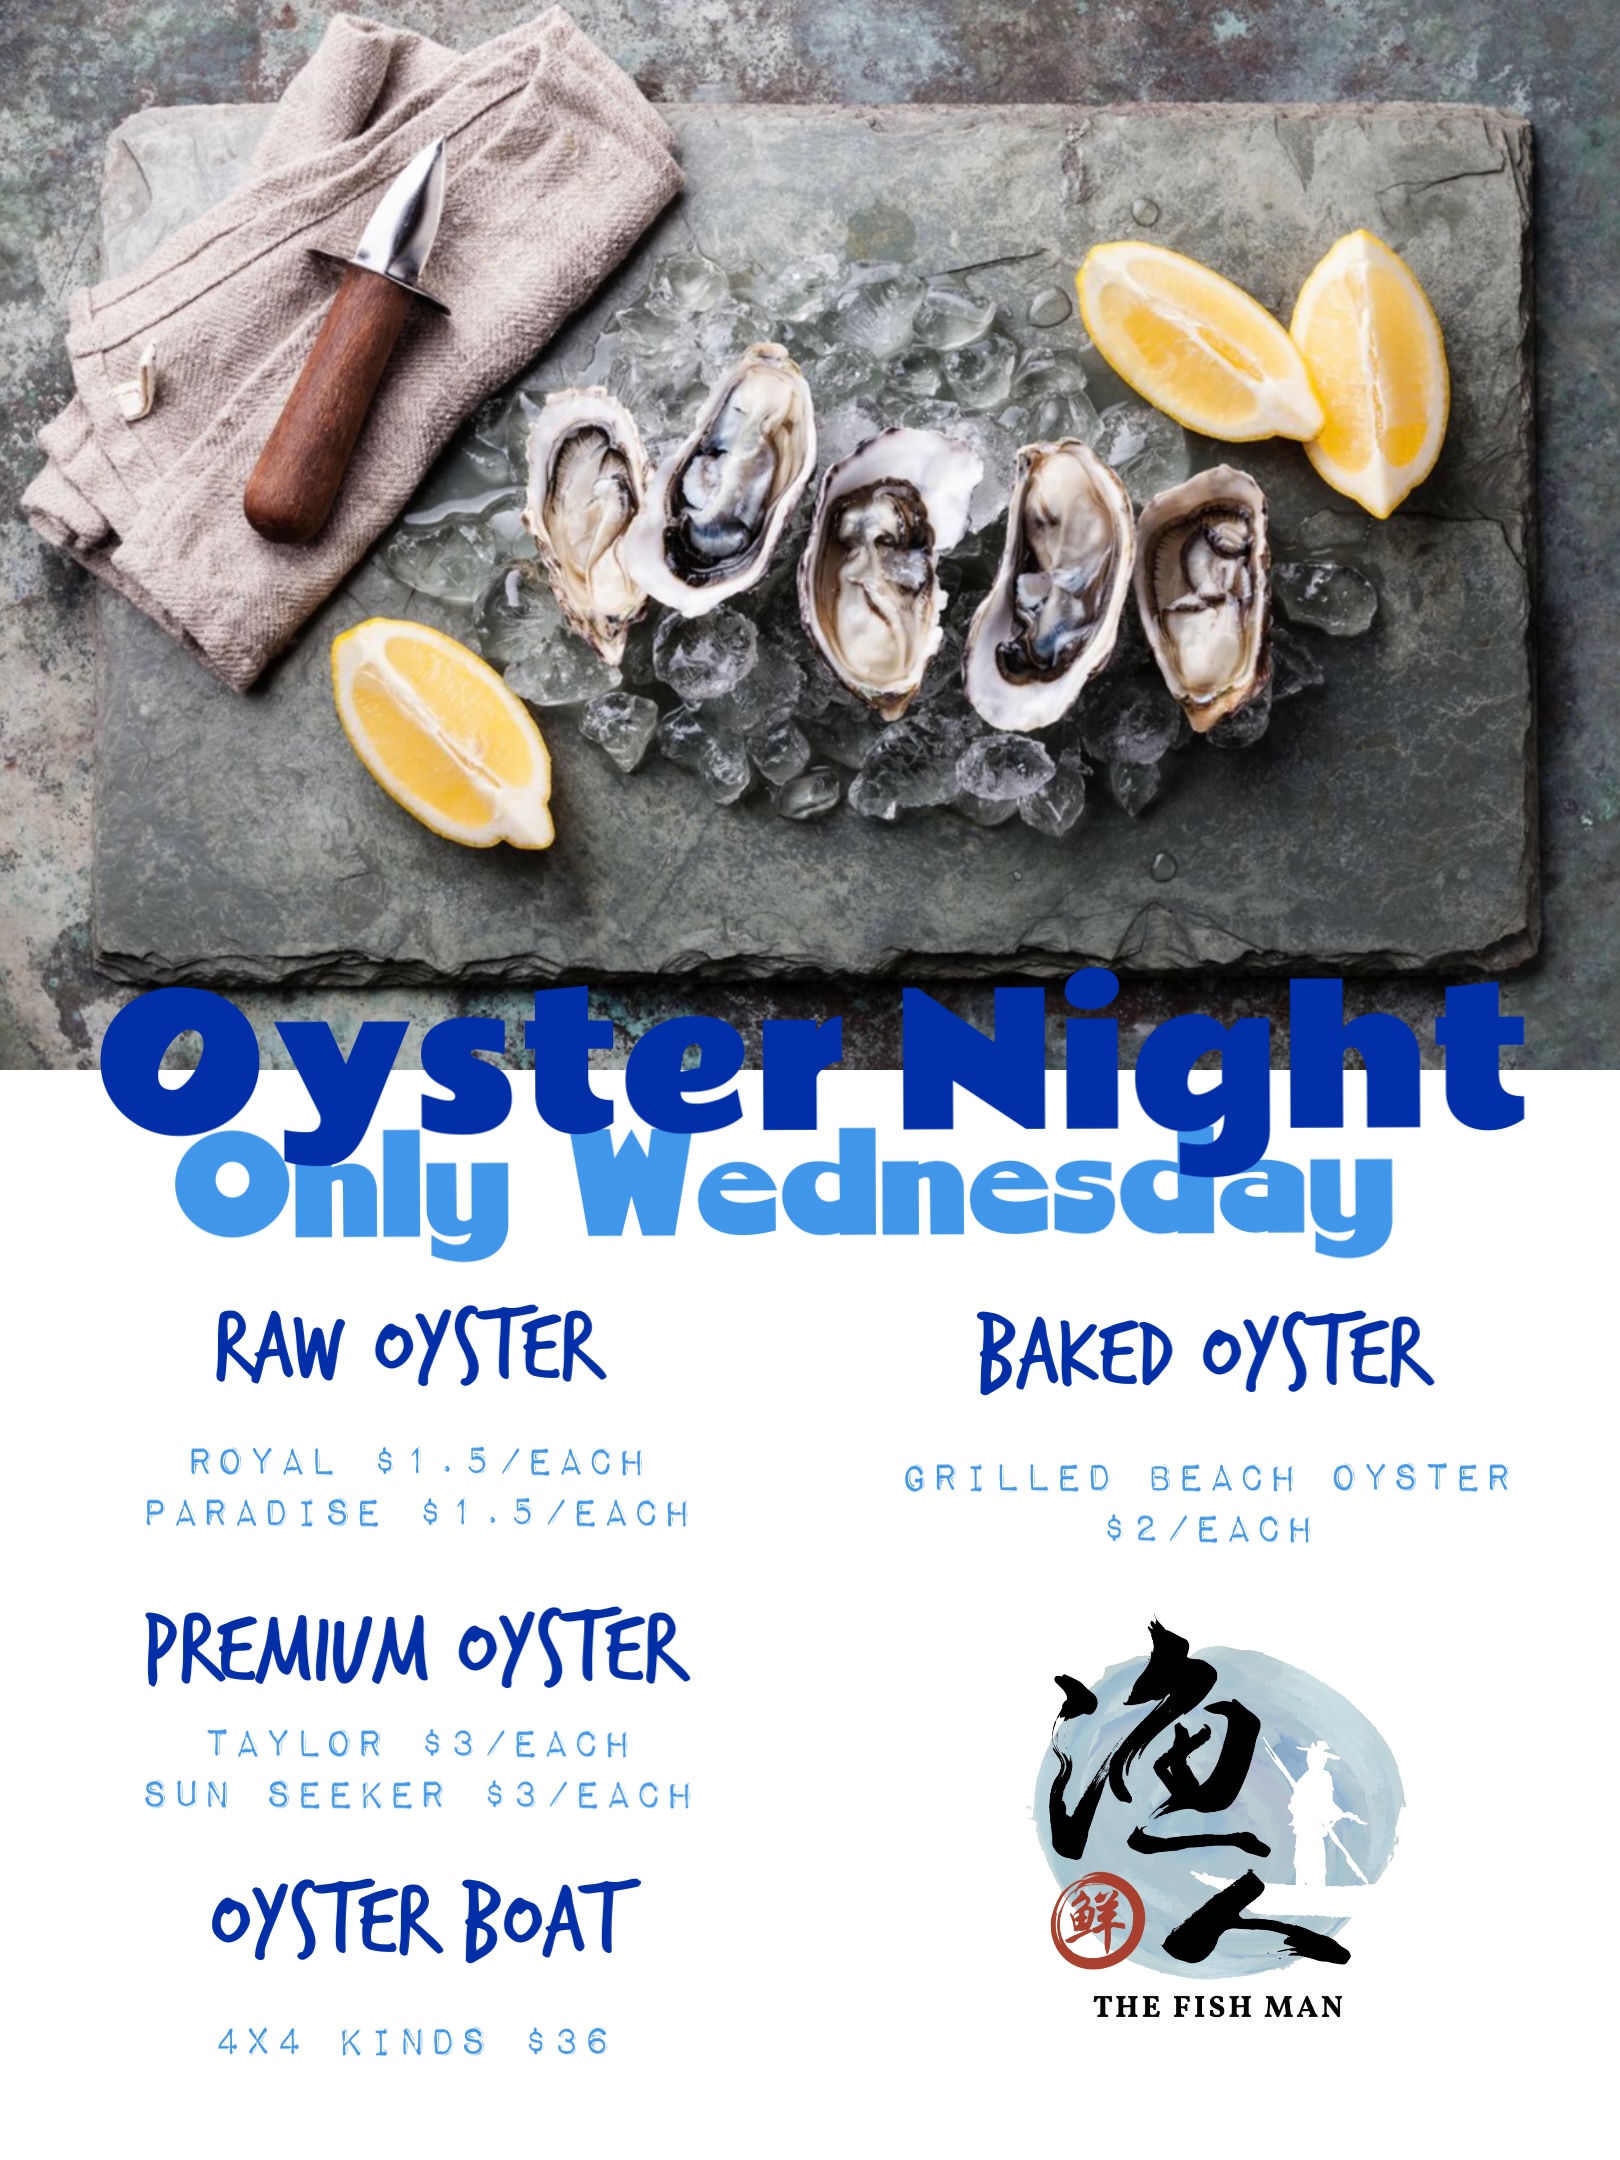 Oyster Night
Only Wednesday
RAW OYSTER
ROYAL $1.5/EACH
PARADISE $1.5/EACH
PREMIUM OYSTER
TAYLOR $3/EACH
SUN SEEKER $3/EACH
OYSTER BOAT
4X4 KINDS $36
BAKED OYSTER
GRILLED BEACH OYSTER
$2/EACH
渔
人
鲜
THE FISH MAN